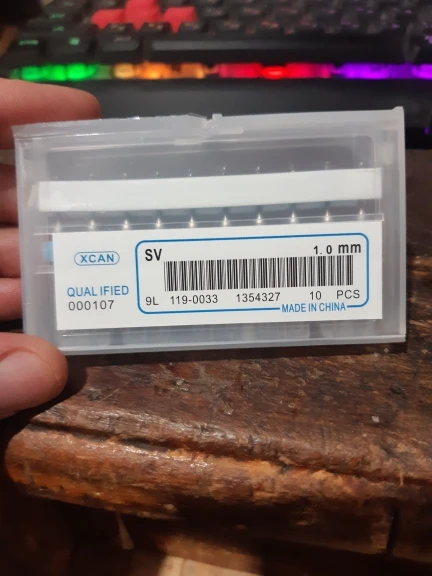 XCAN
QUALIFIED
000107
SV 1.0 mm
9L 119-0033 1354327 10 PCS
MADE IN CHINA